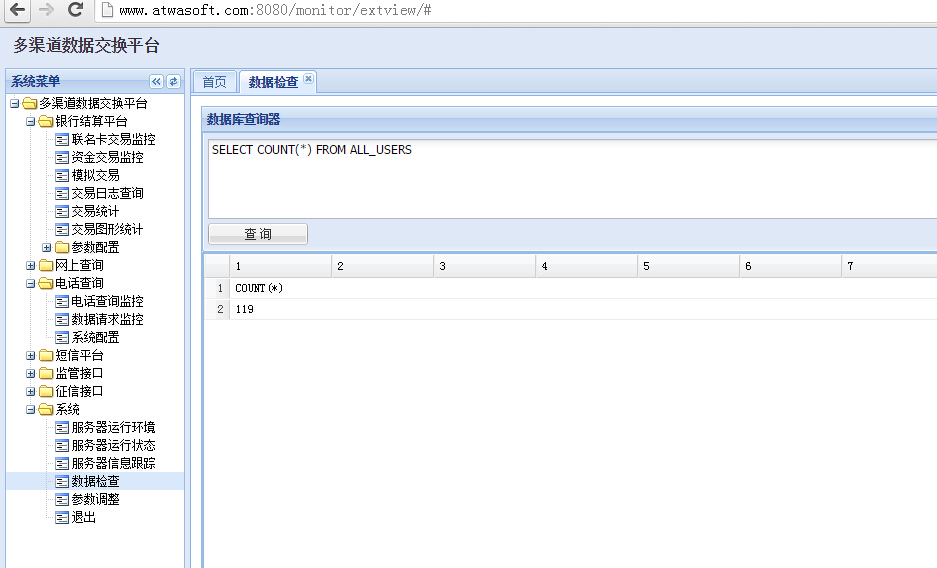 www.atwasoft.com:8080/monitor/extview/#
多渠道数据交换平台
系统菜单
首页 数据检查
多渠道数据交换平台
银行结算平台
联名卡交易监控
资金交易监控
模拟交易
交易日志查询
交易统计
交易图形统计
参数配置
网上查询
电话查询
电话查询监控
数据请求监控
系统配置
短信平台
监管接口
征信接口
系统
服务器运行环境
服务器运行状态
服务器信息跟踪
数据检查
参数调整
退出
数据库查询器
SELECT COUNT(*) FROM ALL_USERS
查询
1 2 3 4 5 6 7
1 COUNT(*)
2 119